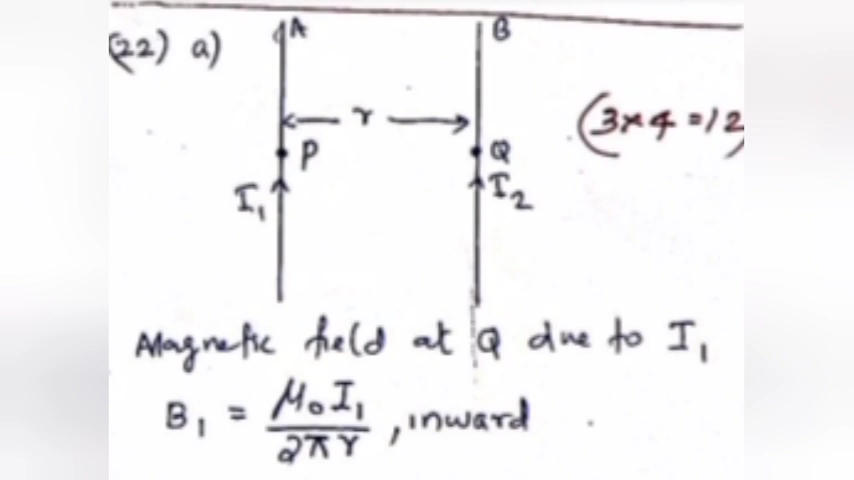 (22) a) A B
r (3×4=12)
P Q
I₁ I₂
Magnetic field at Q due to I₁
B₁ = μ₀I₁/2πr , inward